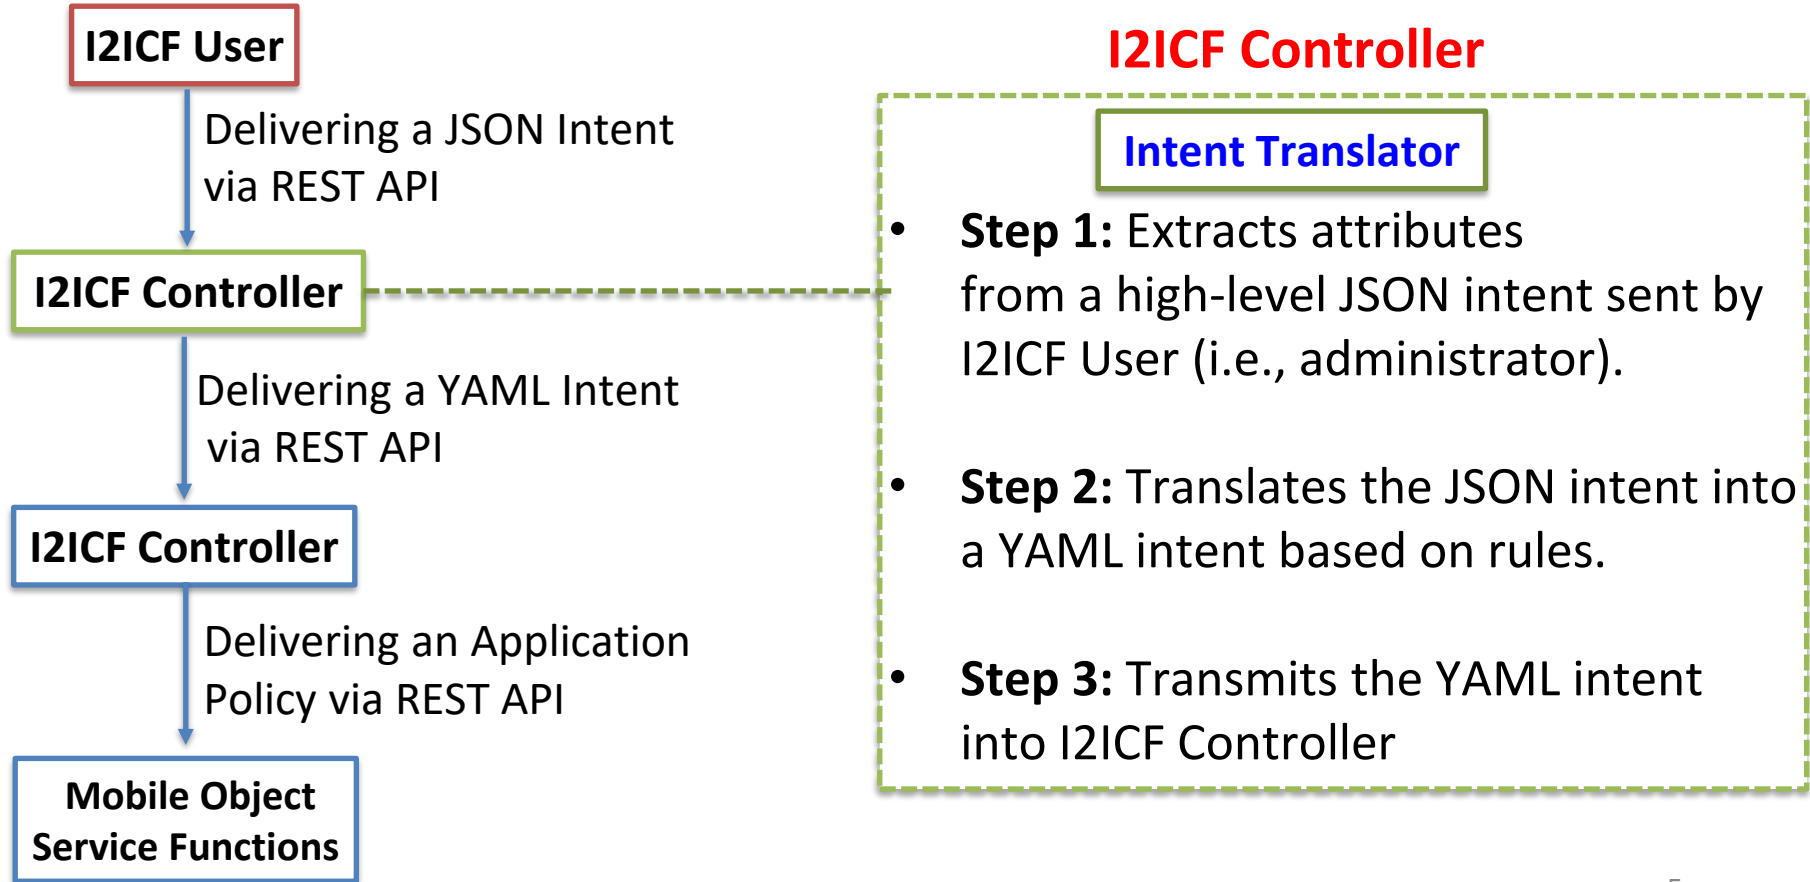 I2ICF User
Delivering a JSON Intent
via REST API
I2ICF Controller
Delivering a YAML Intent
via REST API
I2ICF Controller
Delivering an Application
Policy via REST API
Mobile Object
Service Functions
I2ICF Controller
Intent Translator
• Step 1: Extracts attributes
from a high-level JSON intent sent by
I2ICF User (i.e., administrator).
• Step 2: Translates the JSON intent into
a YAML intent based on rules.
• Step 3: Transmits the YAML intent
into I2ICF Controller